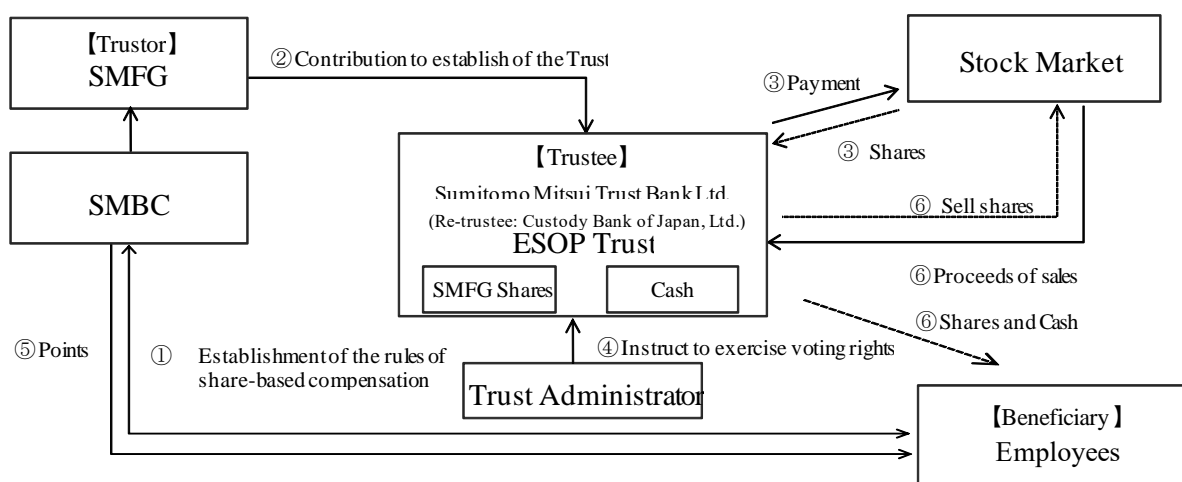 【Trustor】
SMFG
② Contribution to establish of the Trust
③ Payment
Stock Market
③ Shares
SMBC
【Trustee】
Sumitomo Mitsui Trust Bank Ltd.
(Re-trustee: Custody Bank of Japan, Ltd.)
ESOP Trust
SMFG Shares
Cash
⑥ Sell shares
⑥ Proceeds of sales
⑥ Shares and Cash
⑤ Points
① Establishment of the rules of
share-based compensation
④ Instruct to exercise voting rights
Trust Administrator
【Beneficiary】
Employees